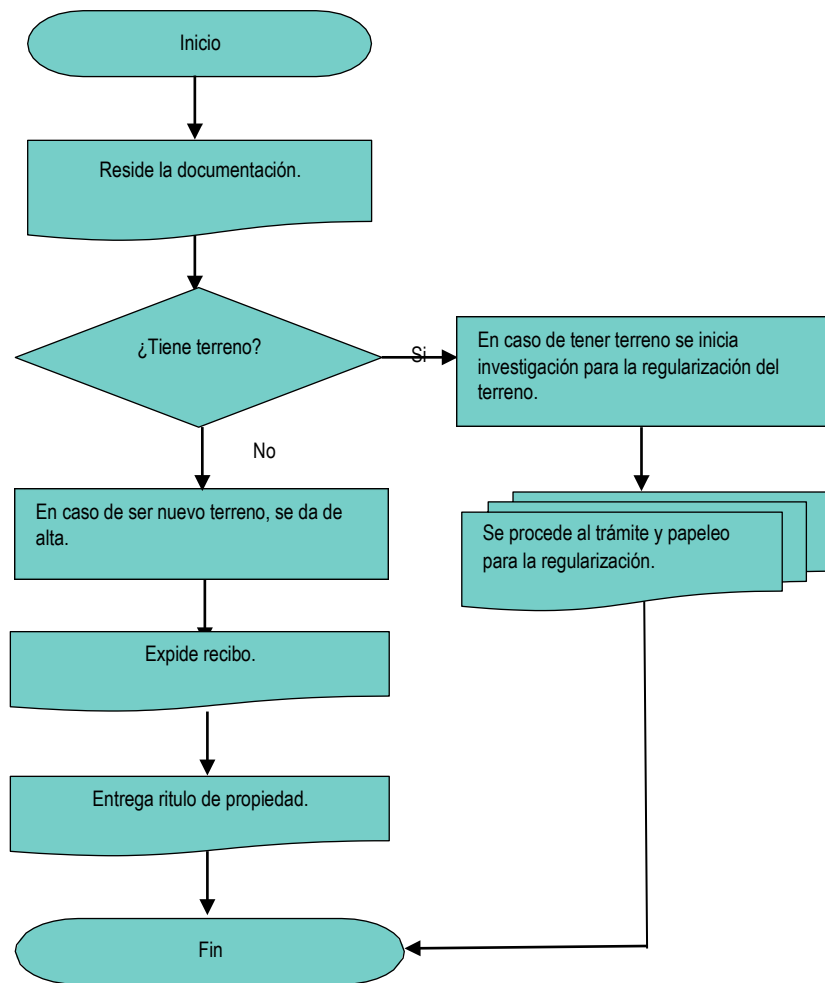 Inicio
Reside la documentación.
¿Tiene terreno?
Si
En caso de tener terreno se inicia
investigación para la regularización del
terreno.
No
En caso de ser nuevo terreno, se da de
alta.
Se procede al trámite y papeleo
para la regularización.
Expide recibo.
Entrega ritulo de propiedad.
Fin